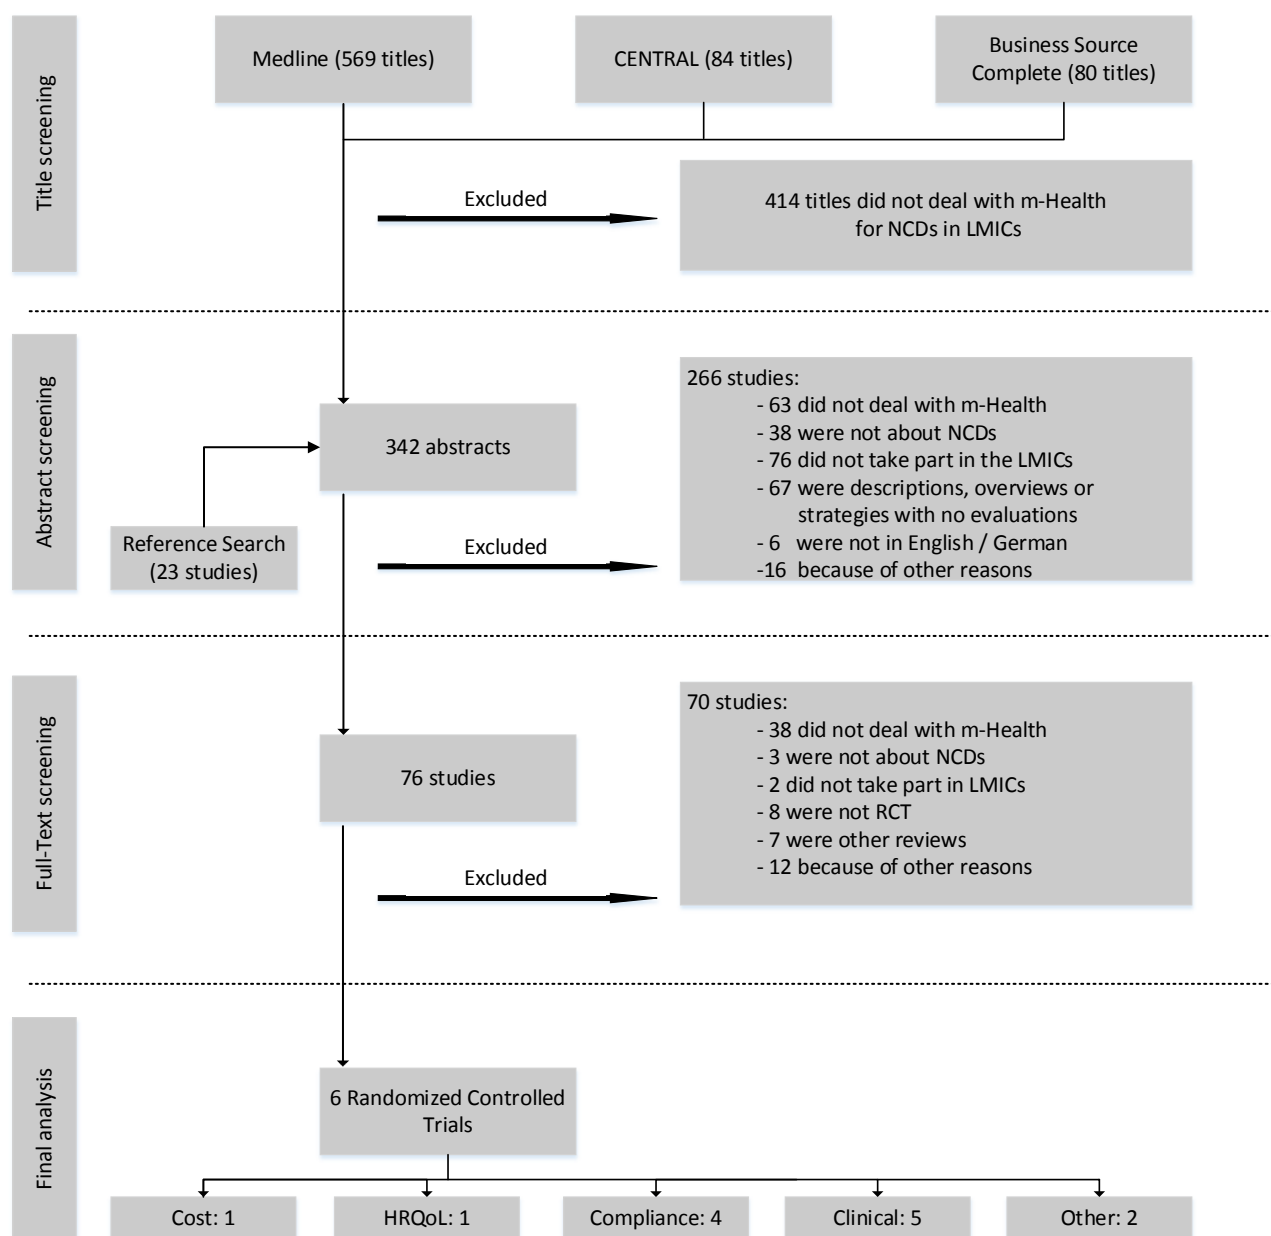 Title screening
Medline (569 titles)
CENTRAL (84 titles)
Business Source
Complete (80 titles)
Excluded
414 titles did not deal with m-Health
for NCDs in LMICs
Abstract screening
342 abstracts
Reference Search
(23 studies)
Excluded
266 studies:
- 63 did not deal with m-Health
- 38 were not about NCDs
- 76 did not take part in the LMICs
- 67 were descriptions, overviews or
strategies with no evaluations
- 6 were not in English / German
-16 because of other reasons
Full-Text screening
76 studies
Excluded
70 studies:
- 38 did not deal with m-Health
- 3 were not about NCDs
- 2 did not take part in LMICs
- 8 were not RCT
- 7 were other reviews
- 12 because of other reasons
Final analysis
6 Randomized Controlled
Trials
Cost: 1
HRQoL: 1
Compliance: 4
Clinical: 5
Other: 2